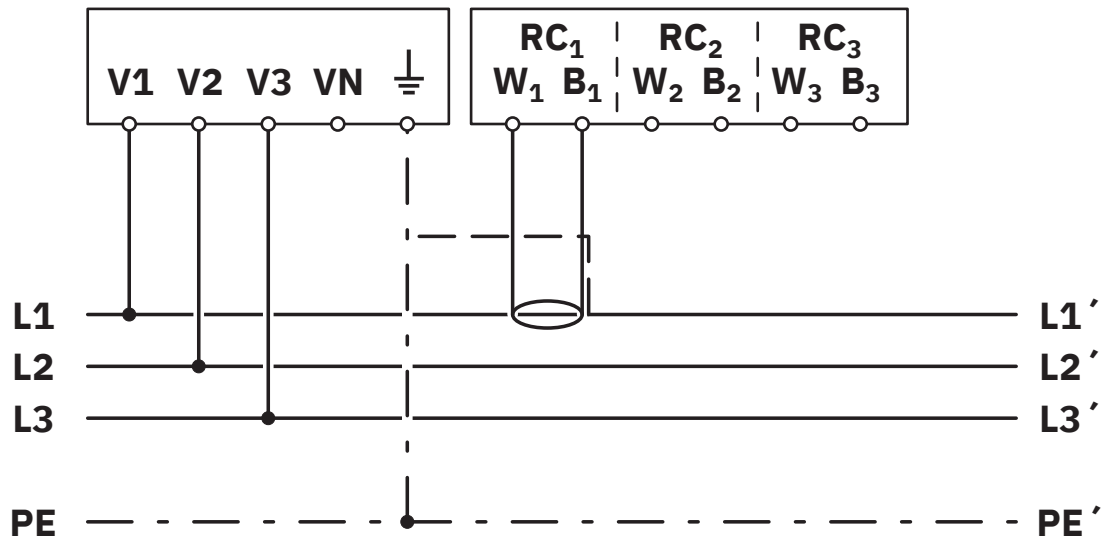 RC₁ RC₂ RC₃
V1 V2 V3 VN W₁ B₁ W₂ B₂ W₃ B₃
L1 L1´
L2 L2´
L3 L3´
PE PE´